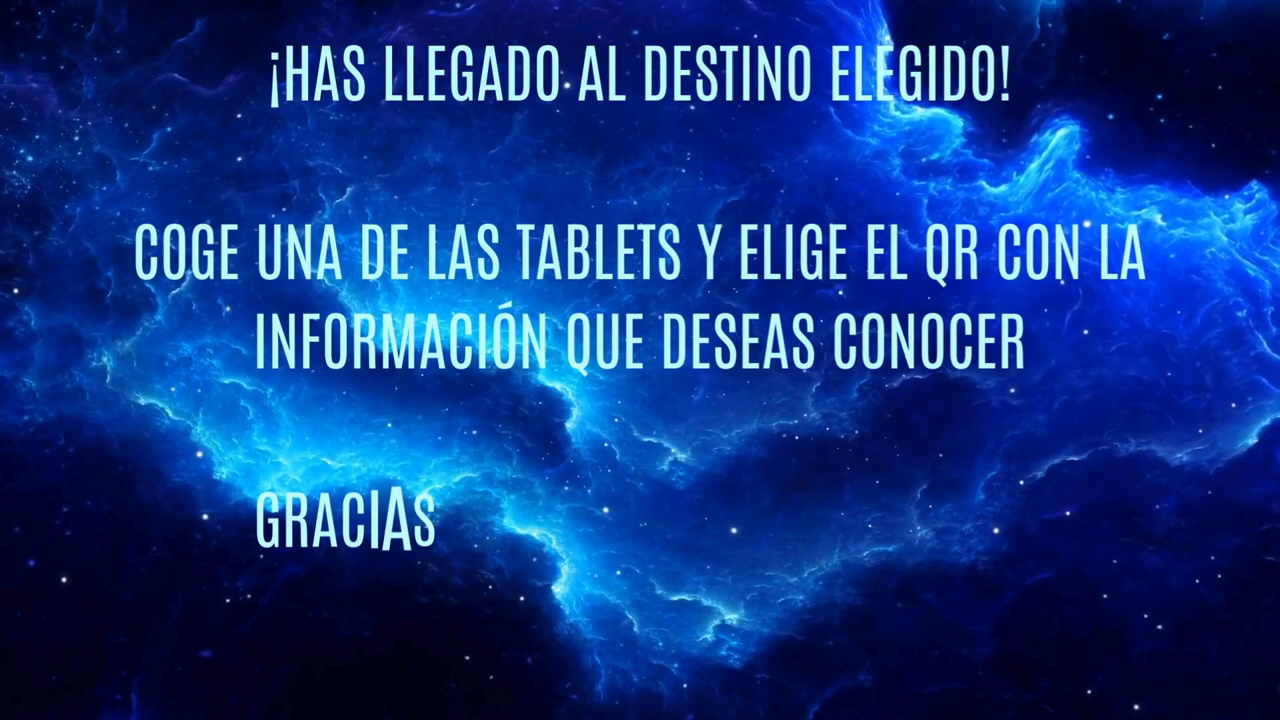 ¡HAS LLEGADO AL DESTINO ELEGIDO!
COGE UNA DE LAS TABLETS Y ELIGE EL QR CON LA
INFORMACIÓN QUE DESEAS CONOCER
GRACIAS